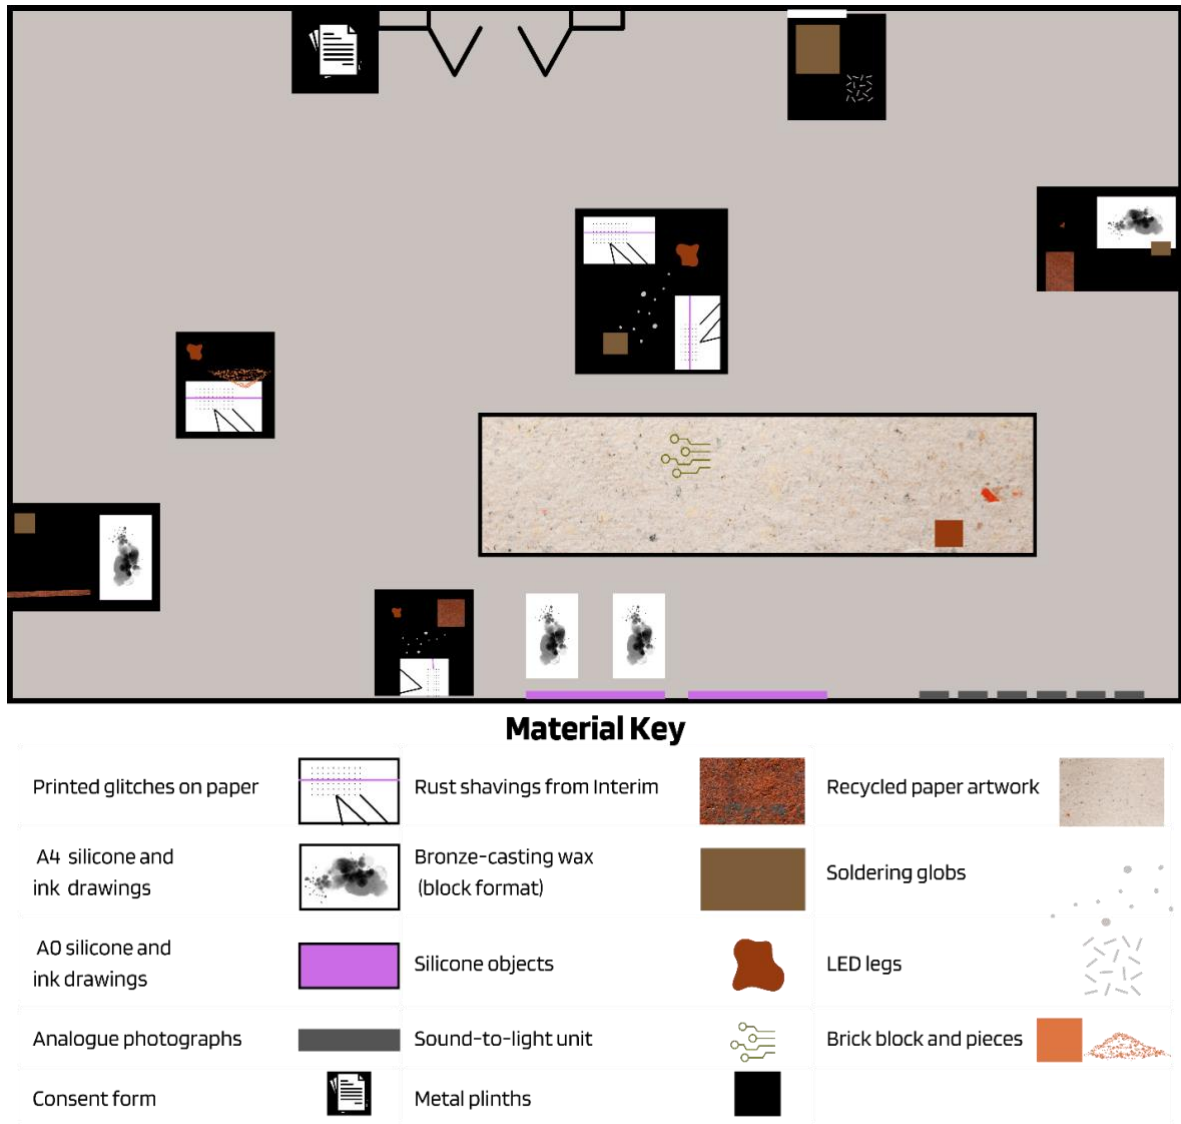 Material Key
Printed glitches on paper
Rust shavings from Interim
Recycled paper artwork
A4 silicone and
ink drawings
Bronze-casting wax
(block format)
Soldering globs
A0 silicone and
ink drawings
Silicone objects
LED legs
Analogue photographs
Sound-to-light unit
Brick block and pieces
Consent form
Metal plinths